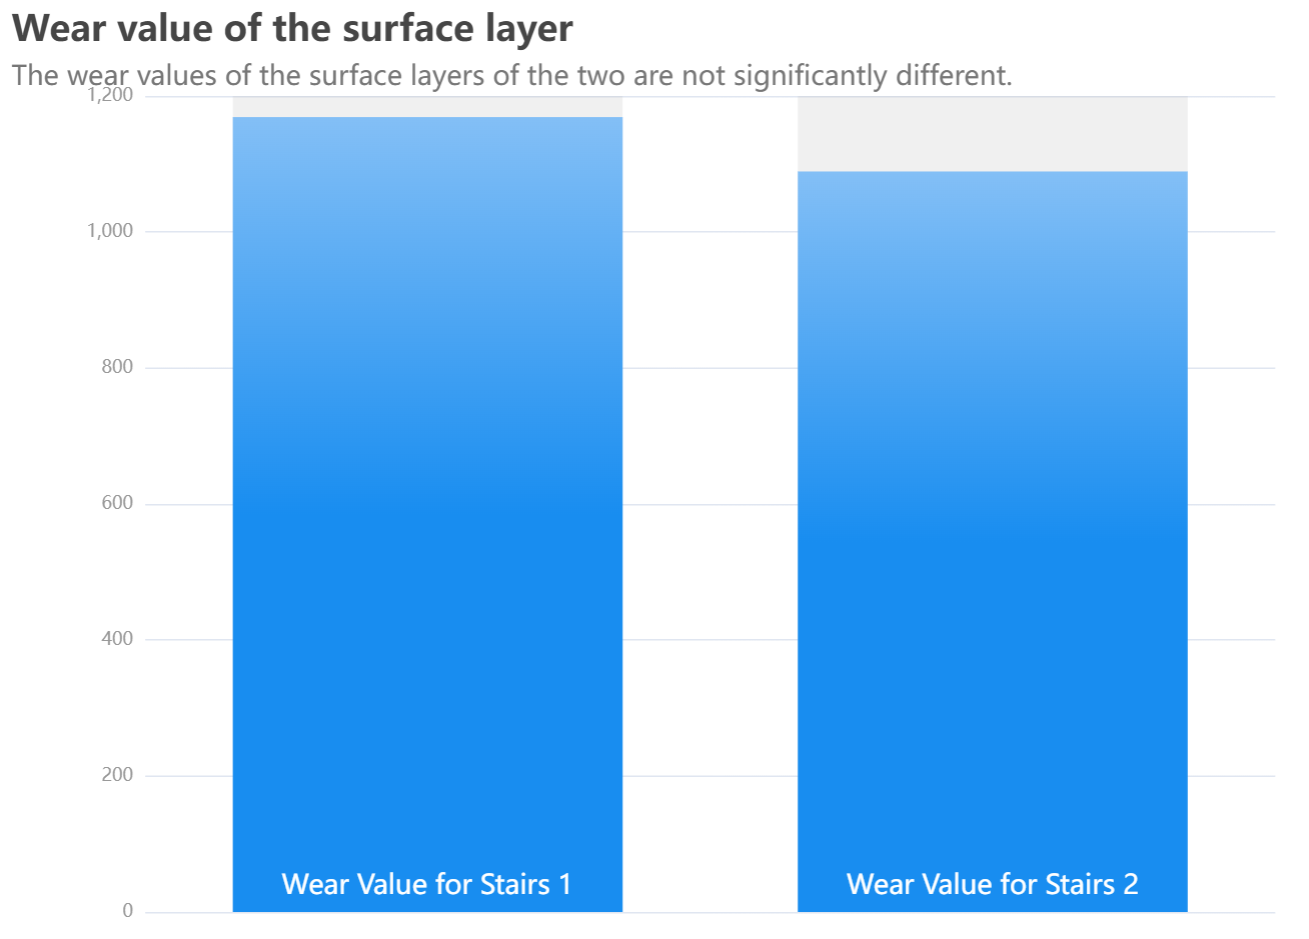 Wear value of the surface layer
The wear values of the surface layers of the two are not significantly different.
1,200
1,000
800
600
400
200
0
Wear Value for Stairs 1
Wear Value for Stairs 2